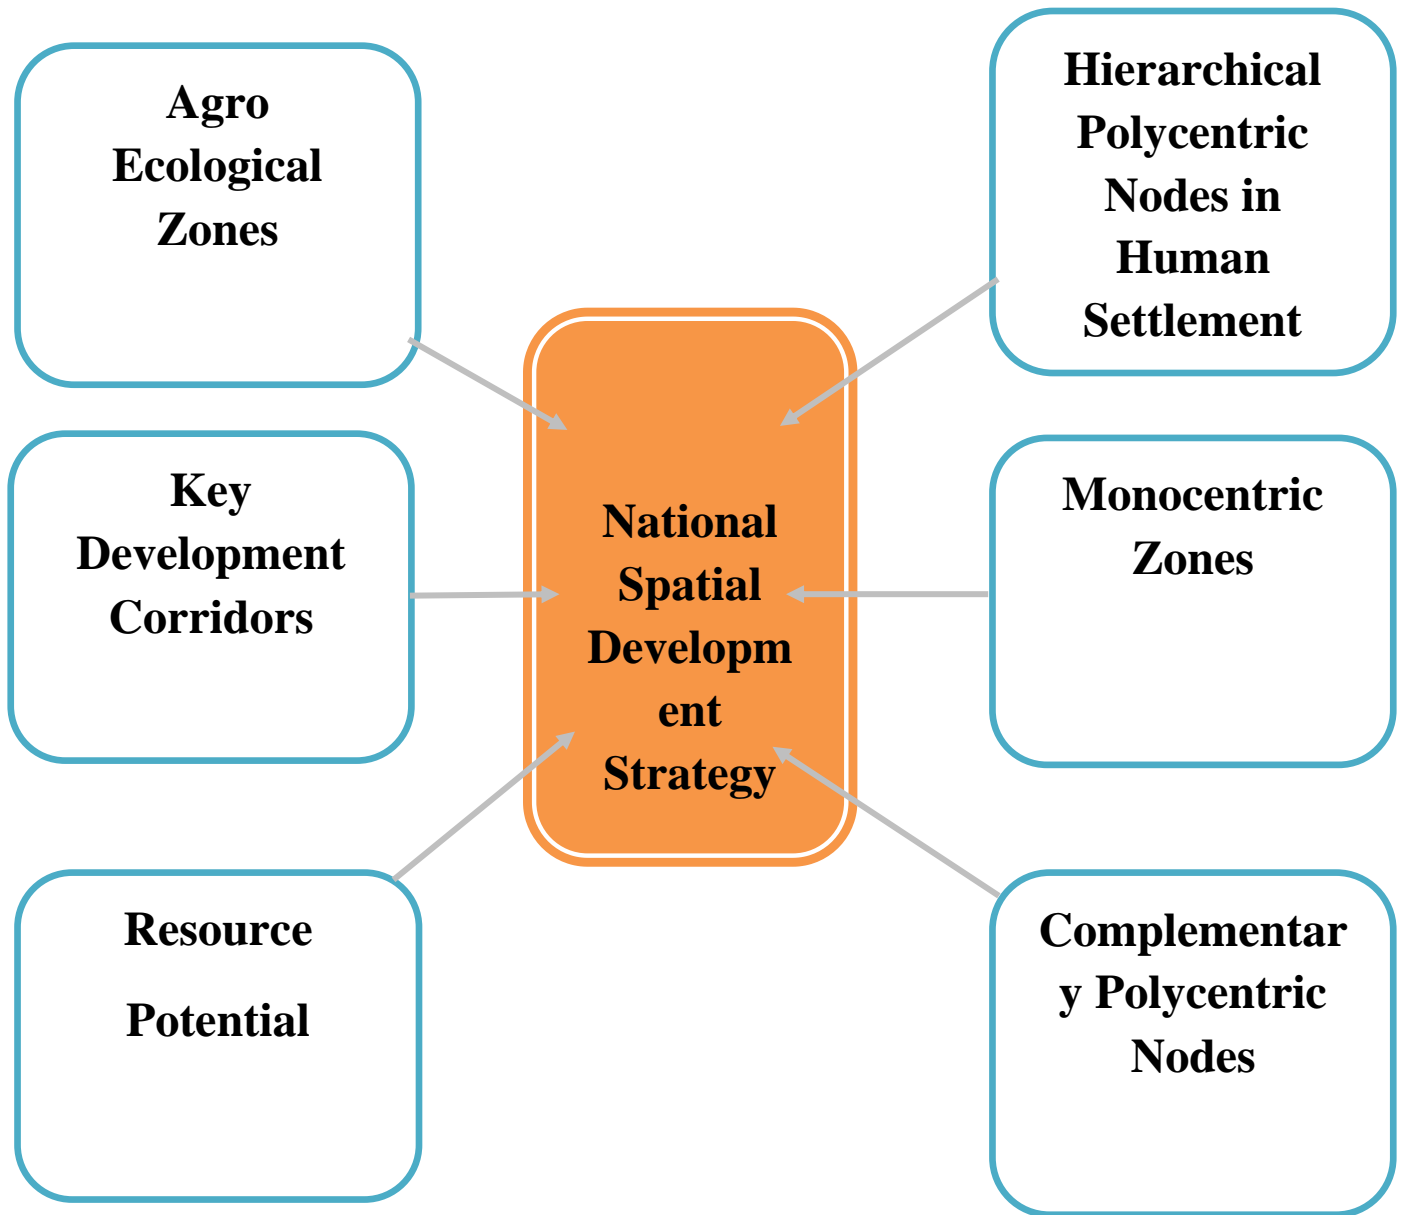 Agro
Ecological
Zones
Hierarchical
Polycentric
Nodes in
Human
Settlement
Key
Development
Corridors
National
Spatial
Developm
ent
Strategy
Monocentric
Zones
Resource
Potential
Complementar
y Polycentric
Nodes